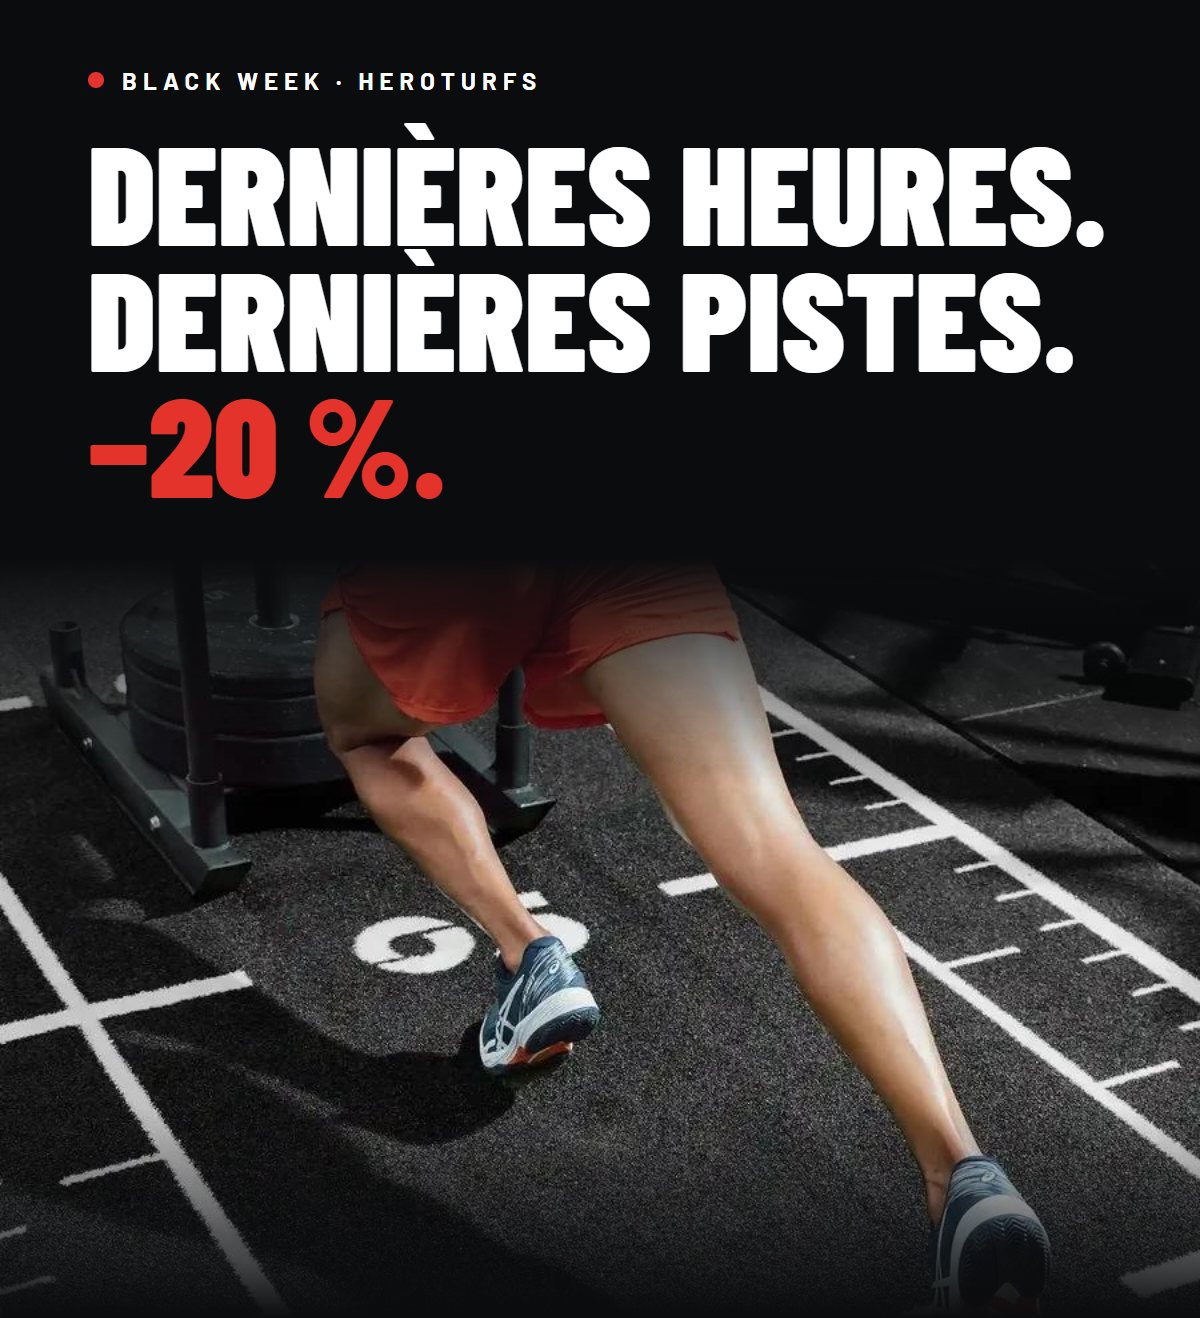 BLACK WEEK · HEROTURFS
DERNIÈRES HEURES.
DERNIÈRES PISTES.
–20 %.